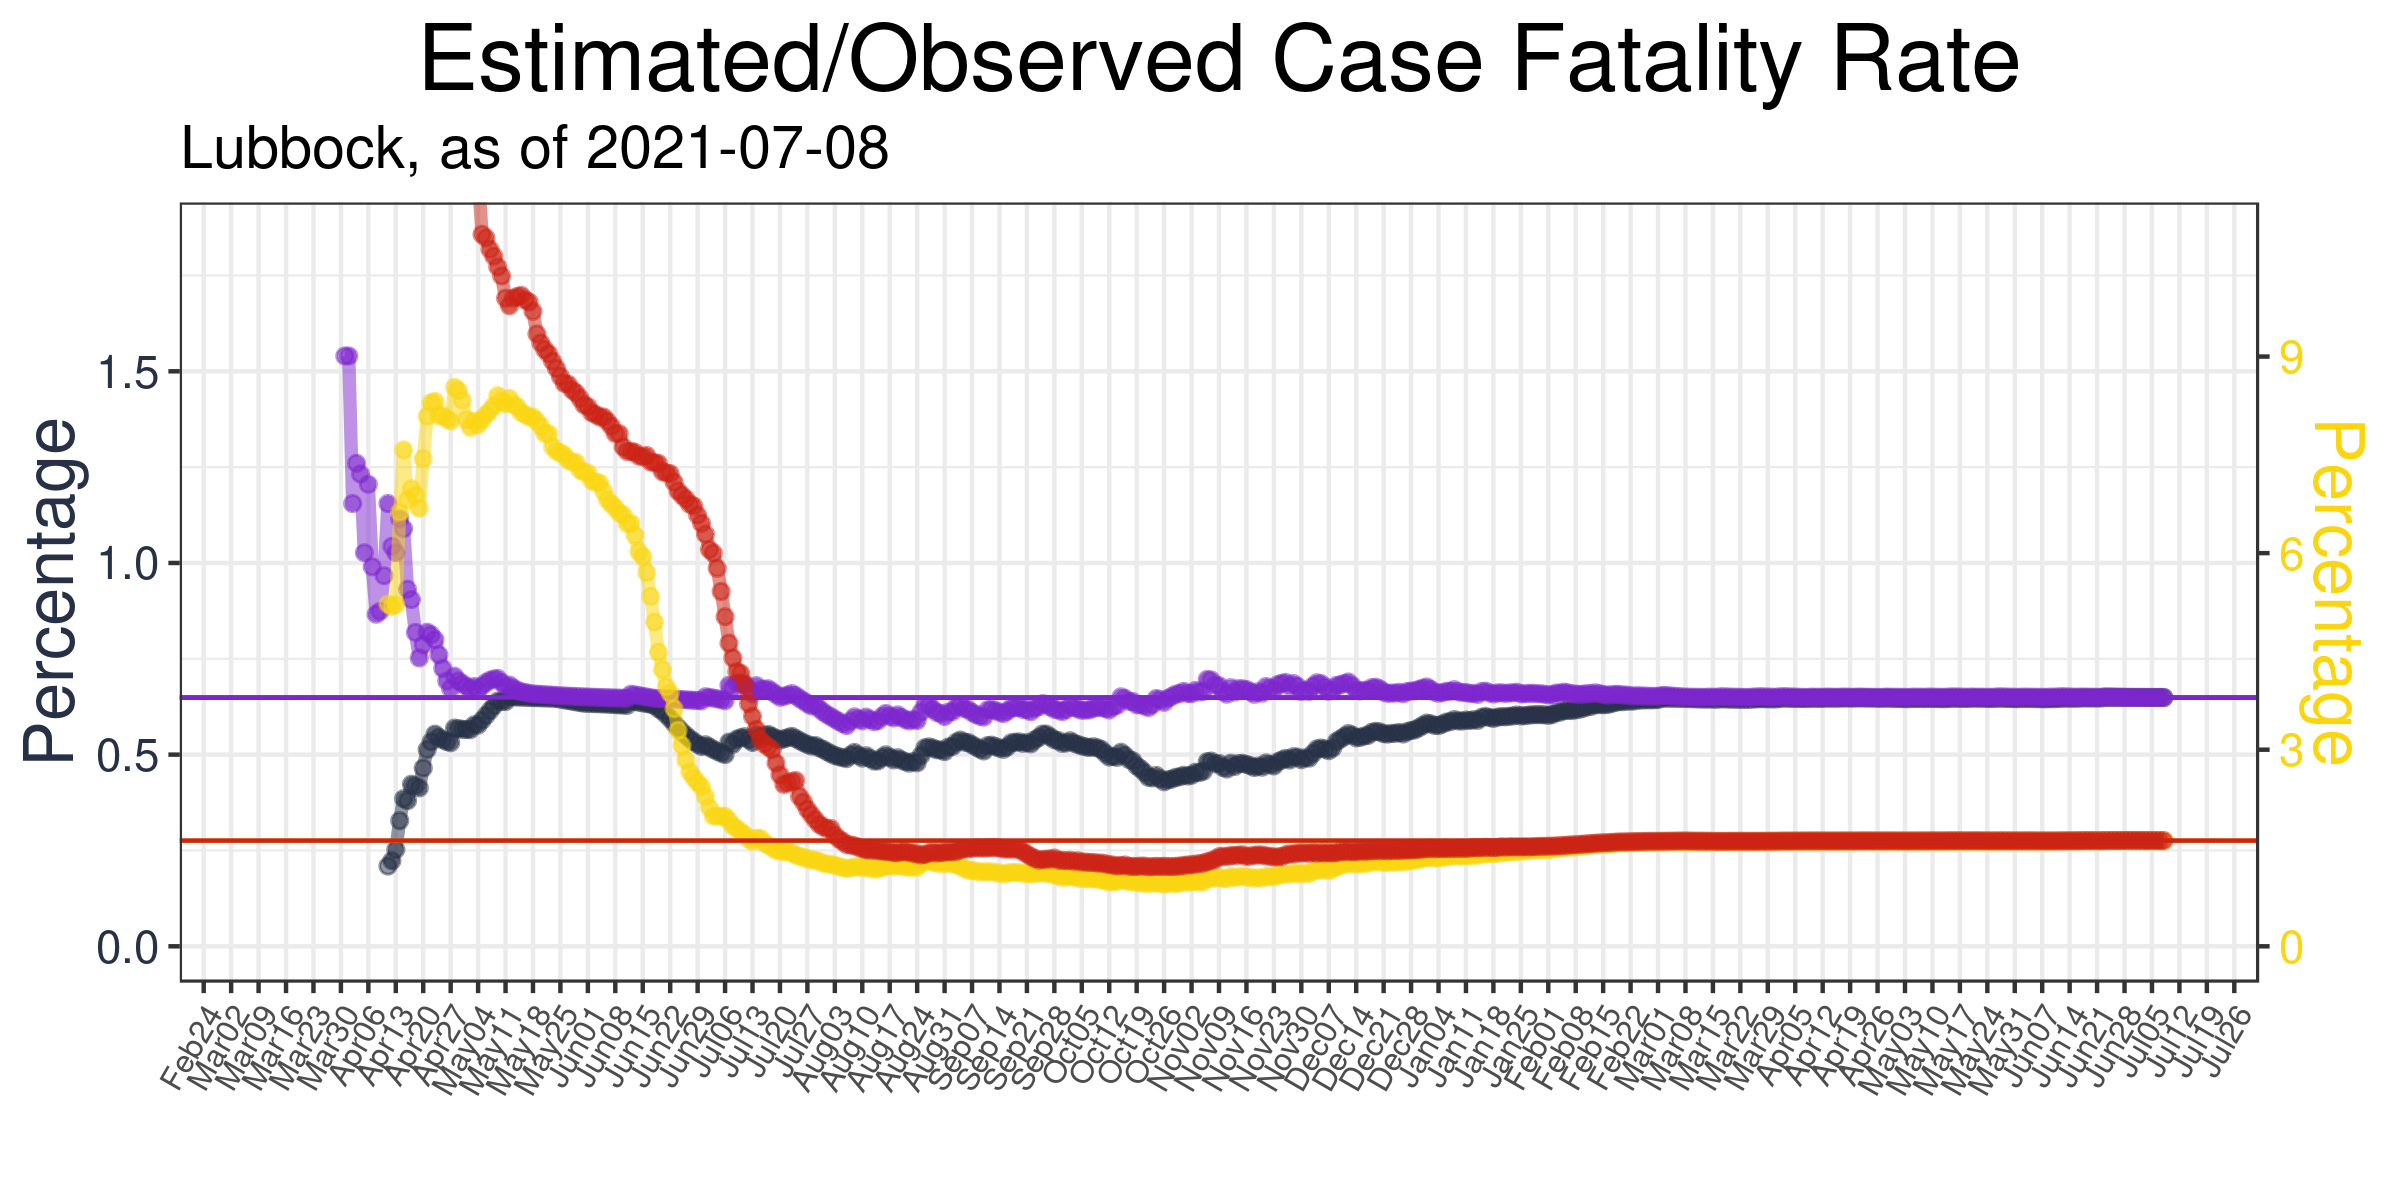 Estimated/Observed Case Fatality Rate
Lubbock, as of 2021-07-08
Percentage
1.5
1.0
0.5
0.0
9
6
3
0
Percentage
Feb24
Mar02
Mar09
Mar16
Mar23
Mar30
Apr06
Apr13
Apr20
Apr27
May04
May11
May18
May25
Jun01
Jun08
Jun15
Jun22
Jun29
Jul06
Jul13
Jul20
Jul27
Aug03
Aug10
Aug17
Aug24
Aug31
Sep07
Sep14
Sep21
Sep28
Oct05
Oct12
Oct19
Oct26
Nov02
Nov09
Nov16
Nov23
Nov30
Dec07
Dec14
Dec21
Dec28
Jan04
Jan11
Jan18
Jan25
Feb01
Feb08
Feb15
Feb22
Mar01
Mar08
Mar15
Mar22
Mar29
Apr05
Apr12
Apr19
Apr26
May03
May10
May17
May24
May31
Jun07
Jun14
Jun21
Jun28
Jul05
Jul12
Jul19
Jul26